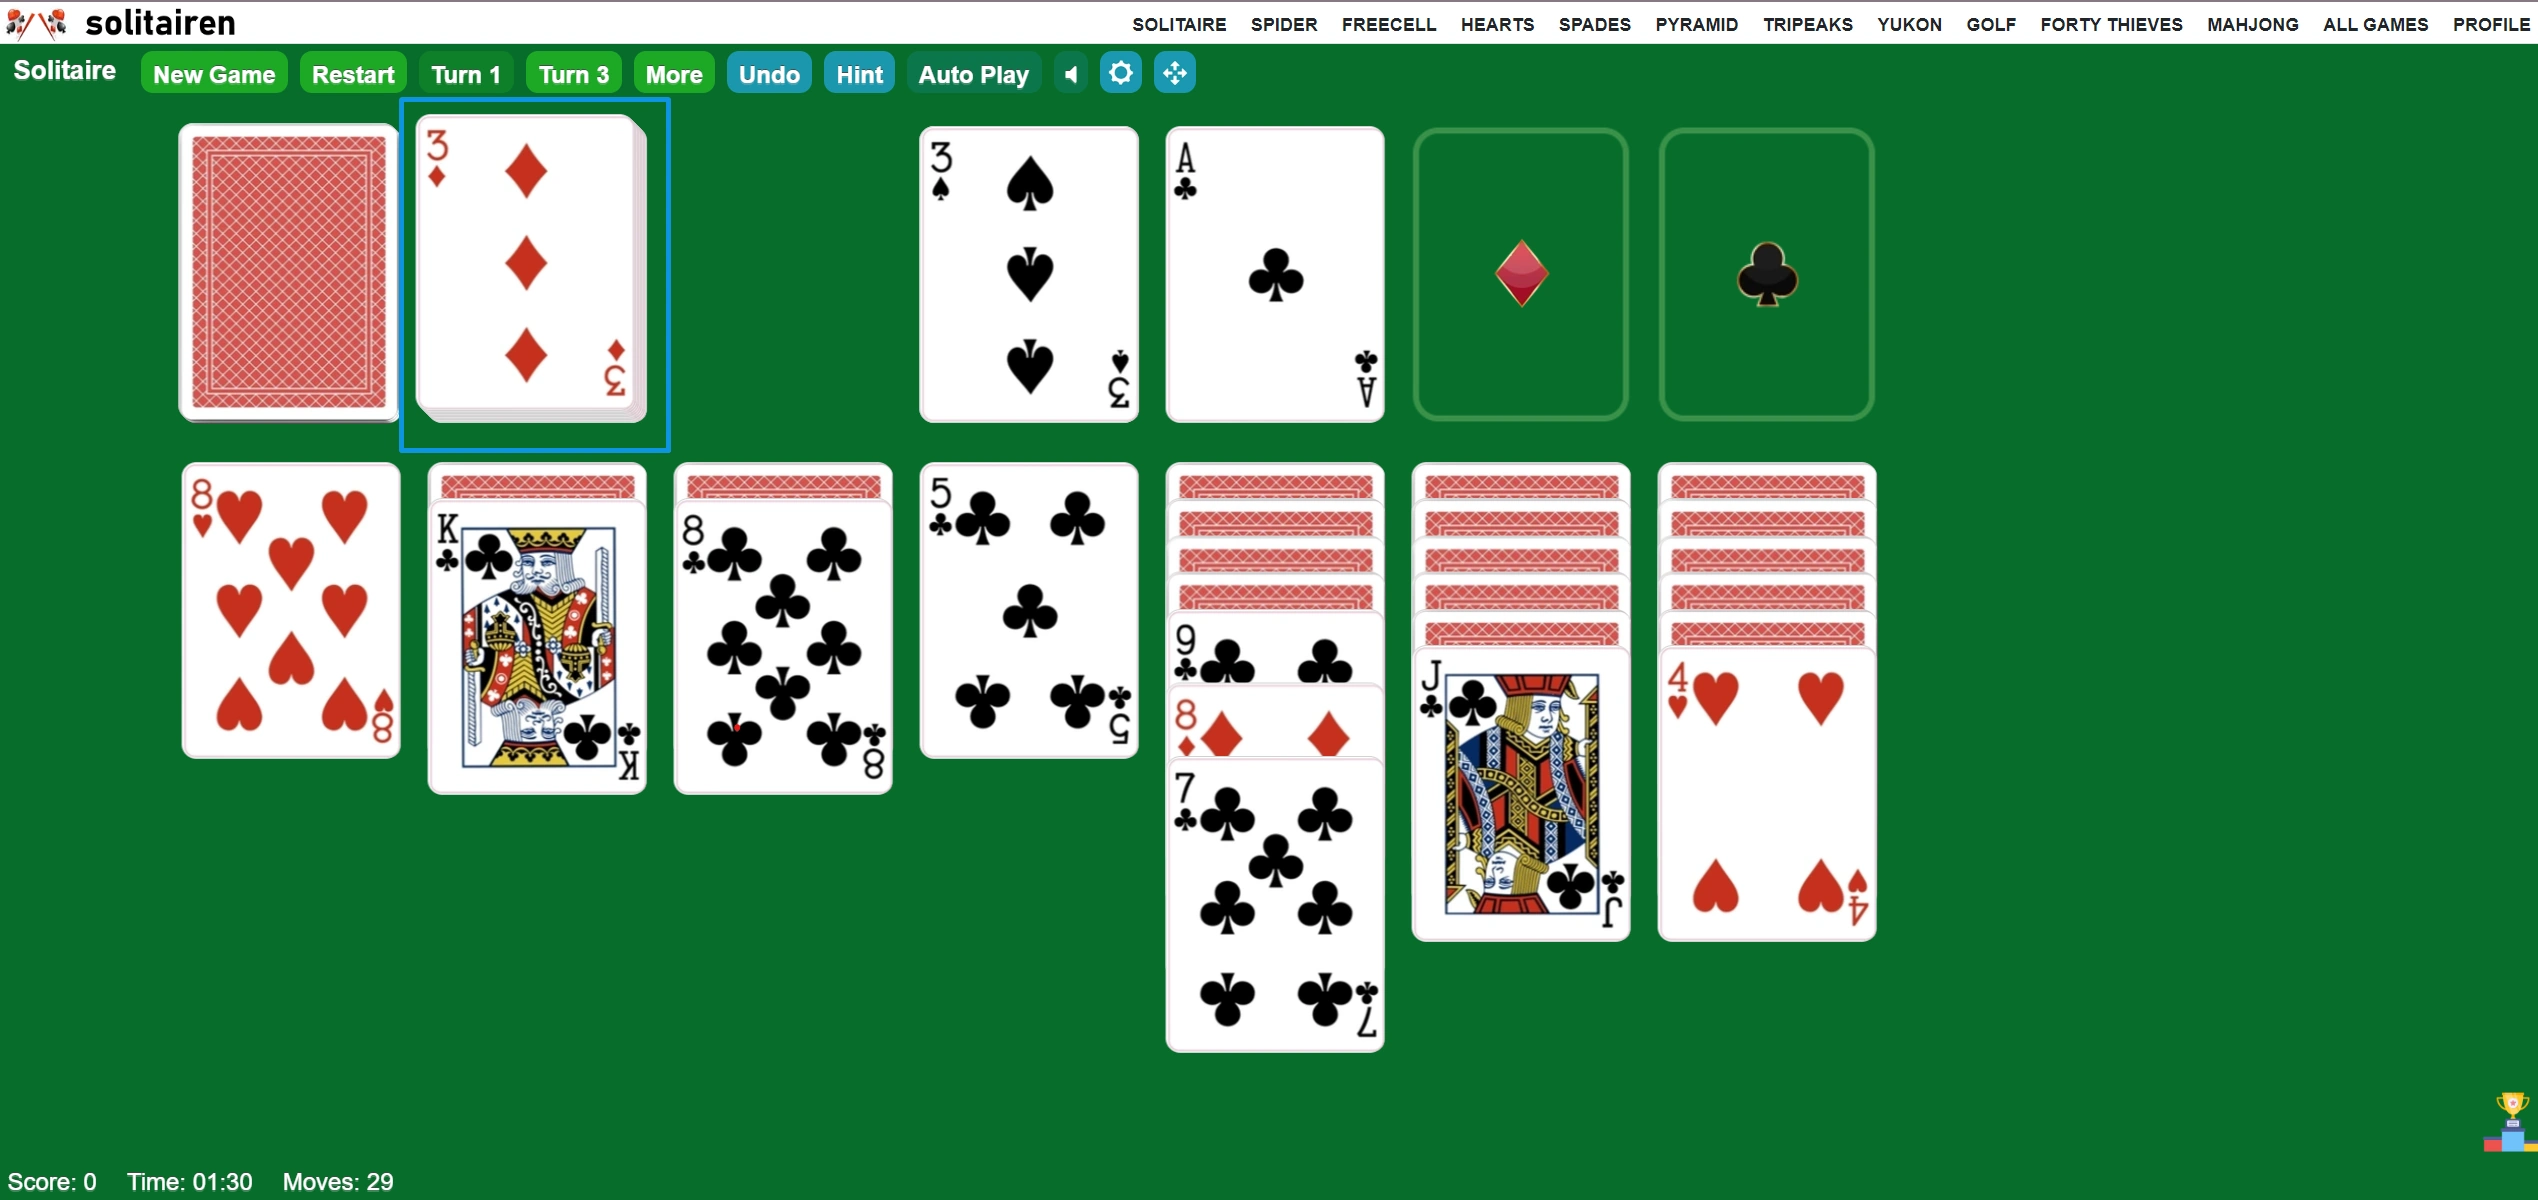 solitairen
SOLITAIRE SPIDER FREECELL HEARTS SPADES PYRAMID TRIPEAKS YUKON GOLF FORTY THIEVES MAHJONG ALL GAMES PROFILE
Solitaire New Game Restart Turn 1 Turn 3 More Undo Hint Auto Play
3 3
3 3
A A
8 8
K K
8 8
5 5
9
8
7 7
J J
4 4
Score: 0 Time: 01:30 Moves: 29